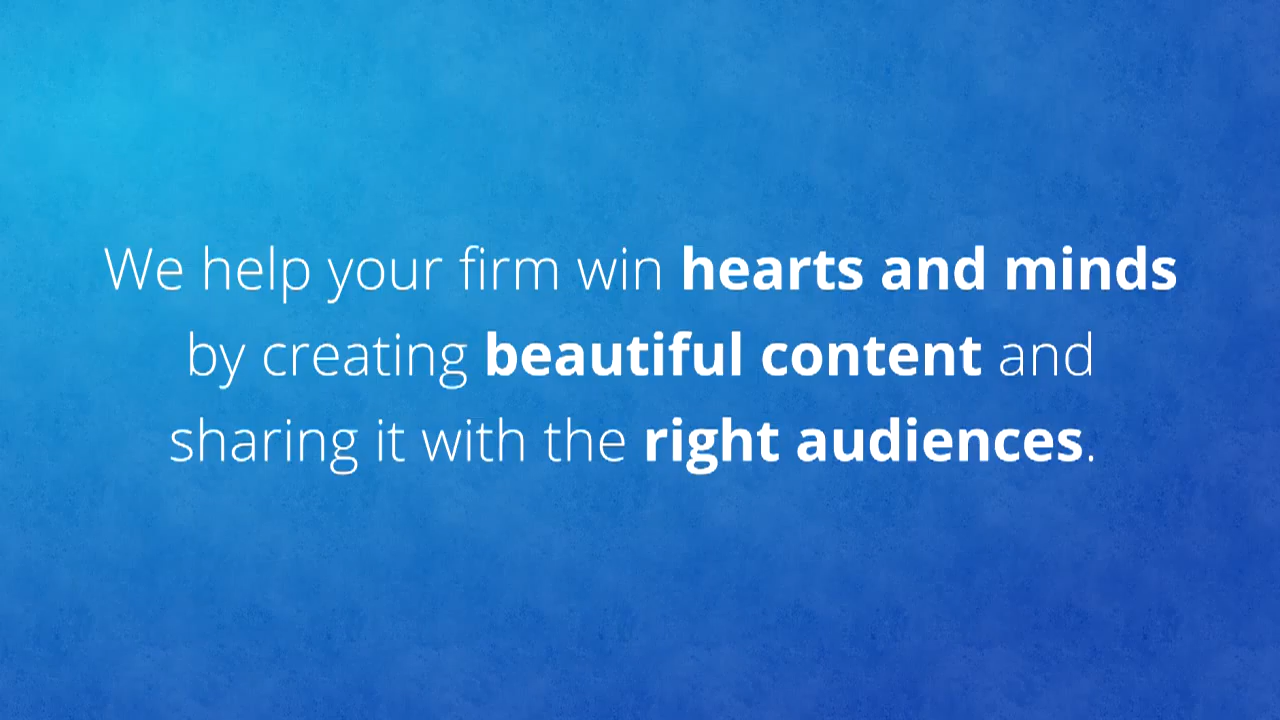 We help your firm win hearts and minds
by creating beautiful content and
sharing it with the right audiences.